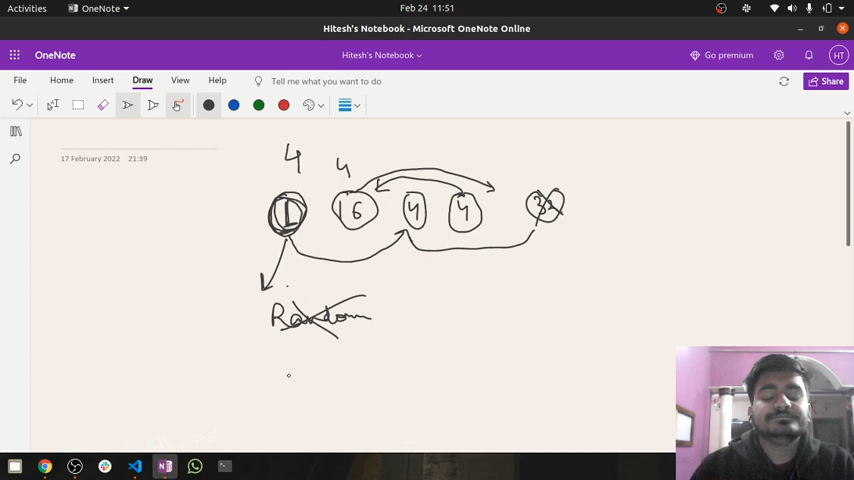 Activities OneNote Feb 24 11:51
Hitesh's Notebook - Microsoft OneNote Online
OneNote Hitesh's Notebook Go premium HT
File Home Insert Draw View Help Tell me what you want to do Share
17 February 2022 21:39
4 4
1 16 4 4
Random